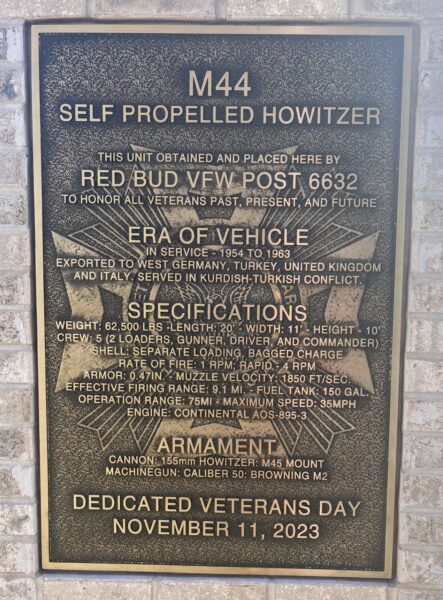 M44
SELF PROPELLED HOWITZER
THIS UNIT OBTAINED AND PLACED HERE BY
RED BUD VFW POST 6632
TO HONOR ALL VETERANS PAST, PRESENT, AND FUTURE
ERA OF VEHICLE
IN SERVICE - 1954 TO 1963
EXPORTED TO WEST GERMANY, TURKEY, UNITED KINGDOM
AND ITALY. SERVED IN KURDISH-TURKISH CONFLICT.
SPECIFICATIONS
WEIGHT: 62,500 LBS -LENGTH: 20' - WIDTH: 11' - HEIGHT - 10'
CREW: 5 (2 LOADERS, GUNNER, DRIVER, AND COMMANDER)
SHELL: SEPARATE LOADING, BAGGED CHARGE
RATE OF FIRE: 1 RPM; RAPID - 4 RPM
ARMOR: 0.47IN. - MUZZLE VELOCITY: 1850 FT/SEC.
EFFECTIVE FIRING RANGE: 9.1 MI. - FUEL TANK: 150 GAL.
OPERATION RANGE: 75MI - MAXIMUM SPEED: 35MPH
ENGINE: CONTINENTAL AOS-895-3
ARMAMENT
CANNON: 155mm HOWITZER: M45 MOUNT
MACHINEGUN: CALIBER 50: BROWNING M2
DEDICATED VETERANS DAY
NOVEMBER 11, 2023